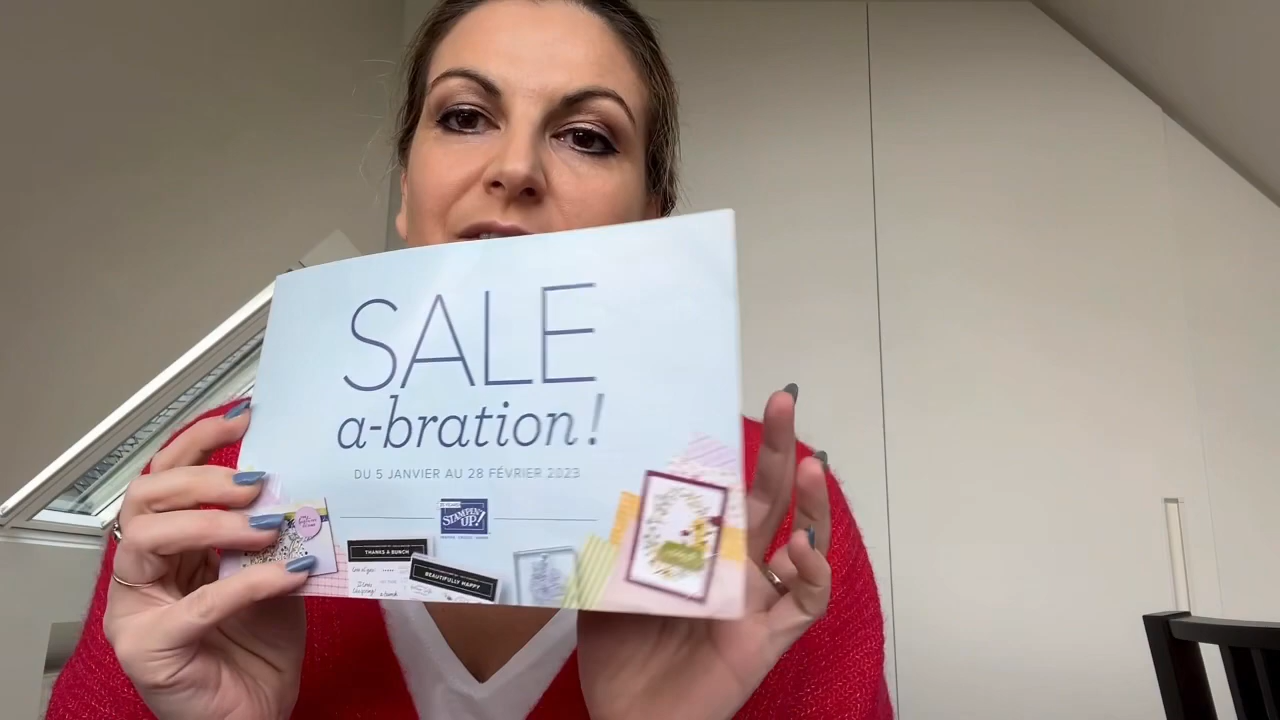 SALE
a-bration!
DU 5 JANVIER AU 28 FÉVRIER 2023
STAMPIN' UP!
THANKS A BUNCH
BEAUTIFULLY HAPPY